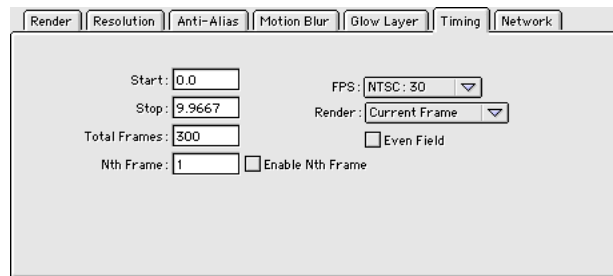 Render Resolution Anti-Alias Motion Blur Glow Layer Timing Network
Start: 0.0 FPS: NTSC: 30
Stop: 9.9667 Render: Current Frame
Total Frames: 300 Even Field
Nth Frame: 1 Enable Nth Frame